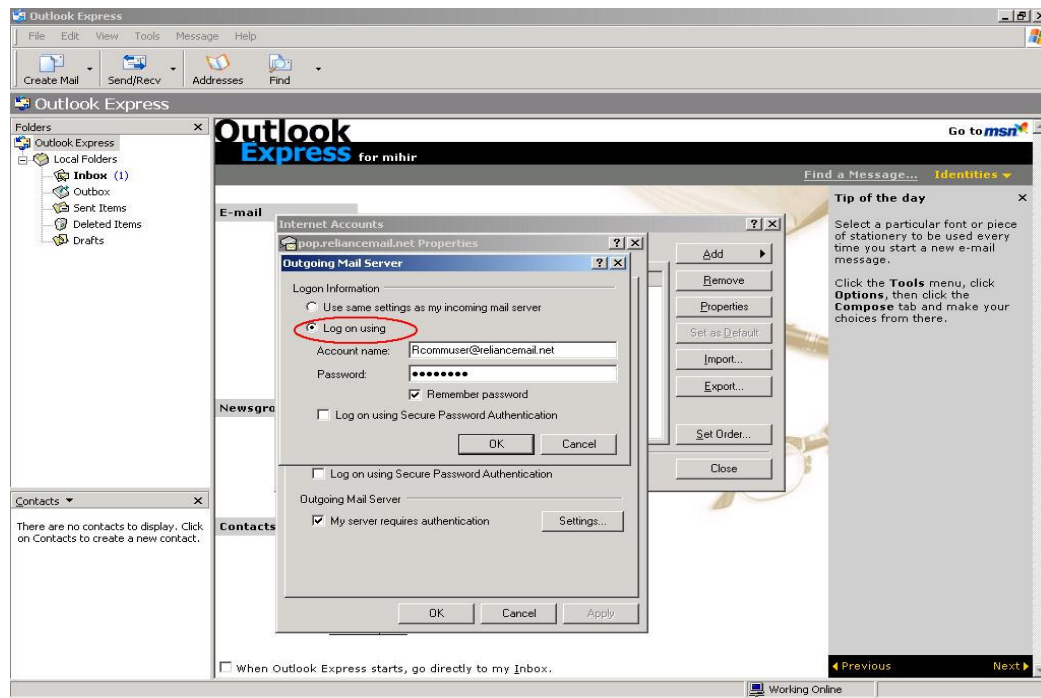 Outlook Express
File Edit View Tools Message Help
Create Mail Send/Recv Addresses Find
Outlook Express
Folders
Outlook Express
Local Folders
Inbox (1)
Outbox
Sent Items
Deleted Items
Drafts
Contacts
There are no contacts to display. Click
on Contacts to create a new contact.
Outlook
Express for mihir
Go to msn
Find a Message... Identities
E-mail
Newsgro
Contacts
When Outlook Express starts, go directly to my Inbox.
Internet Accounts
Add
Remove
Properties
Set as Default
Import...
Export...
Set Order...
Close
pop.reliancemail.net Properties
Outgoing Mail Server
Logon Information
Use same settings as my incoming mail server
Log on using
Account name: Rcommuser@reliancemail.net
Password: ●●●●●●●●
Remember password
Log on using Secure Password Authentication
OK Cancel
Log on using Secure Password Authentication
Outgoing Mail Server
My server requires authentication Settings...
OK Cancel Apply
Tip of the day
Select a particular font or piece
of stationery to be used every
time you start a new e-mail
message.
Click the Tools menu, click
Options, then click the
Compose tab and make your
choices from there.
Previous Next
Working Online